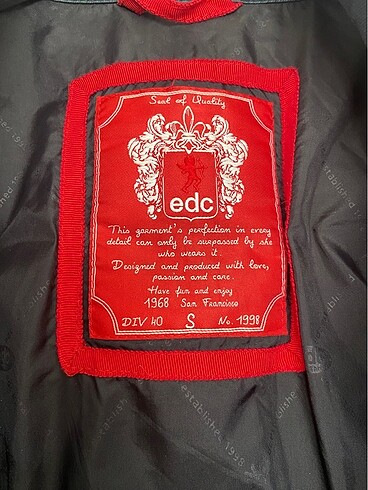 Seal of Quality
edc
This garment's perfection in every
detail can only be surpassed by she
who wears it.
Designed and produced with love,
passion and care.
Have fun and enjoy
1968 San Francisco
DIV 40 S No. 1998
established 1998